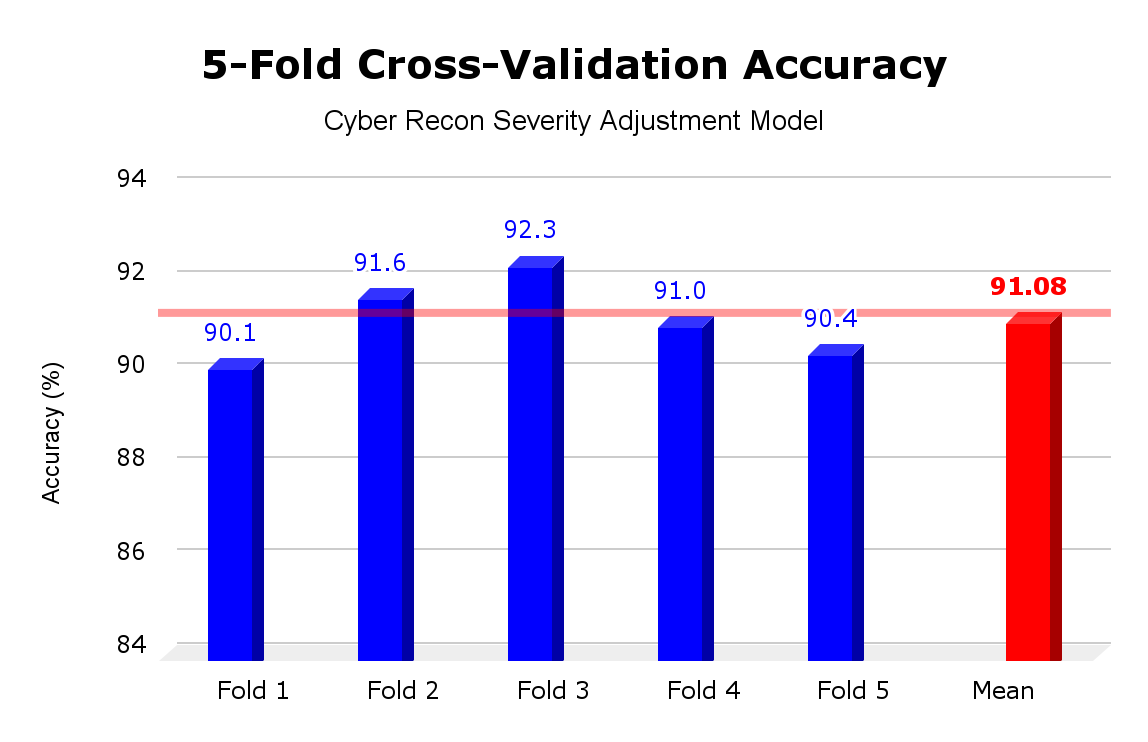 5-Fold Cross-Validation Accuracy
Cyber Recon Severity Adjustment Model
Accuracy (%)
94
92
90
88
86
84
90.1
91.6
92.3
91.0
90.4
91.08
Fold 1
Fold 2
Fold 3
Fold 4
Fold 5
Mean